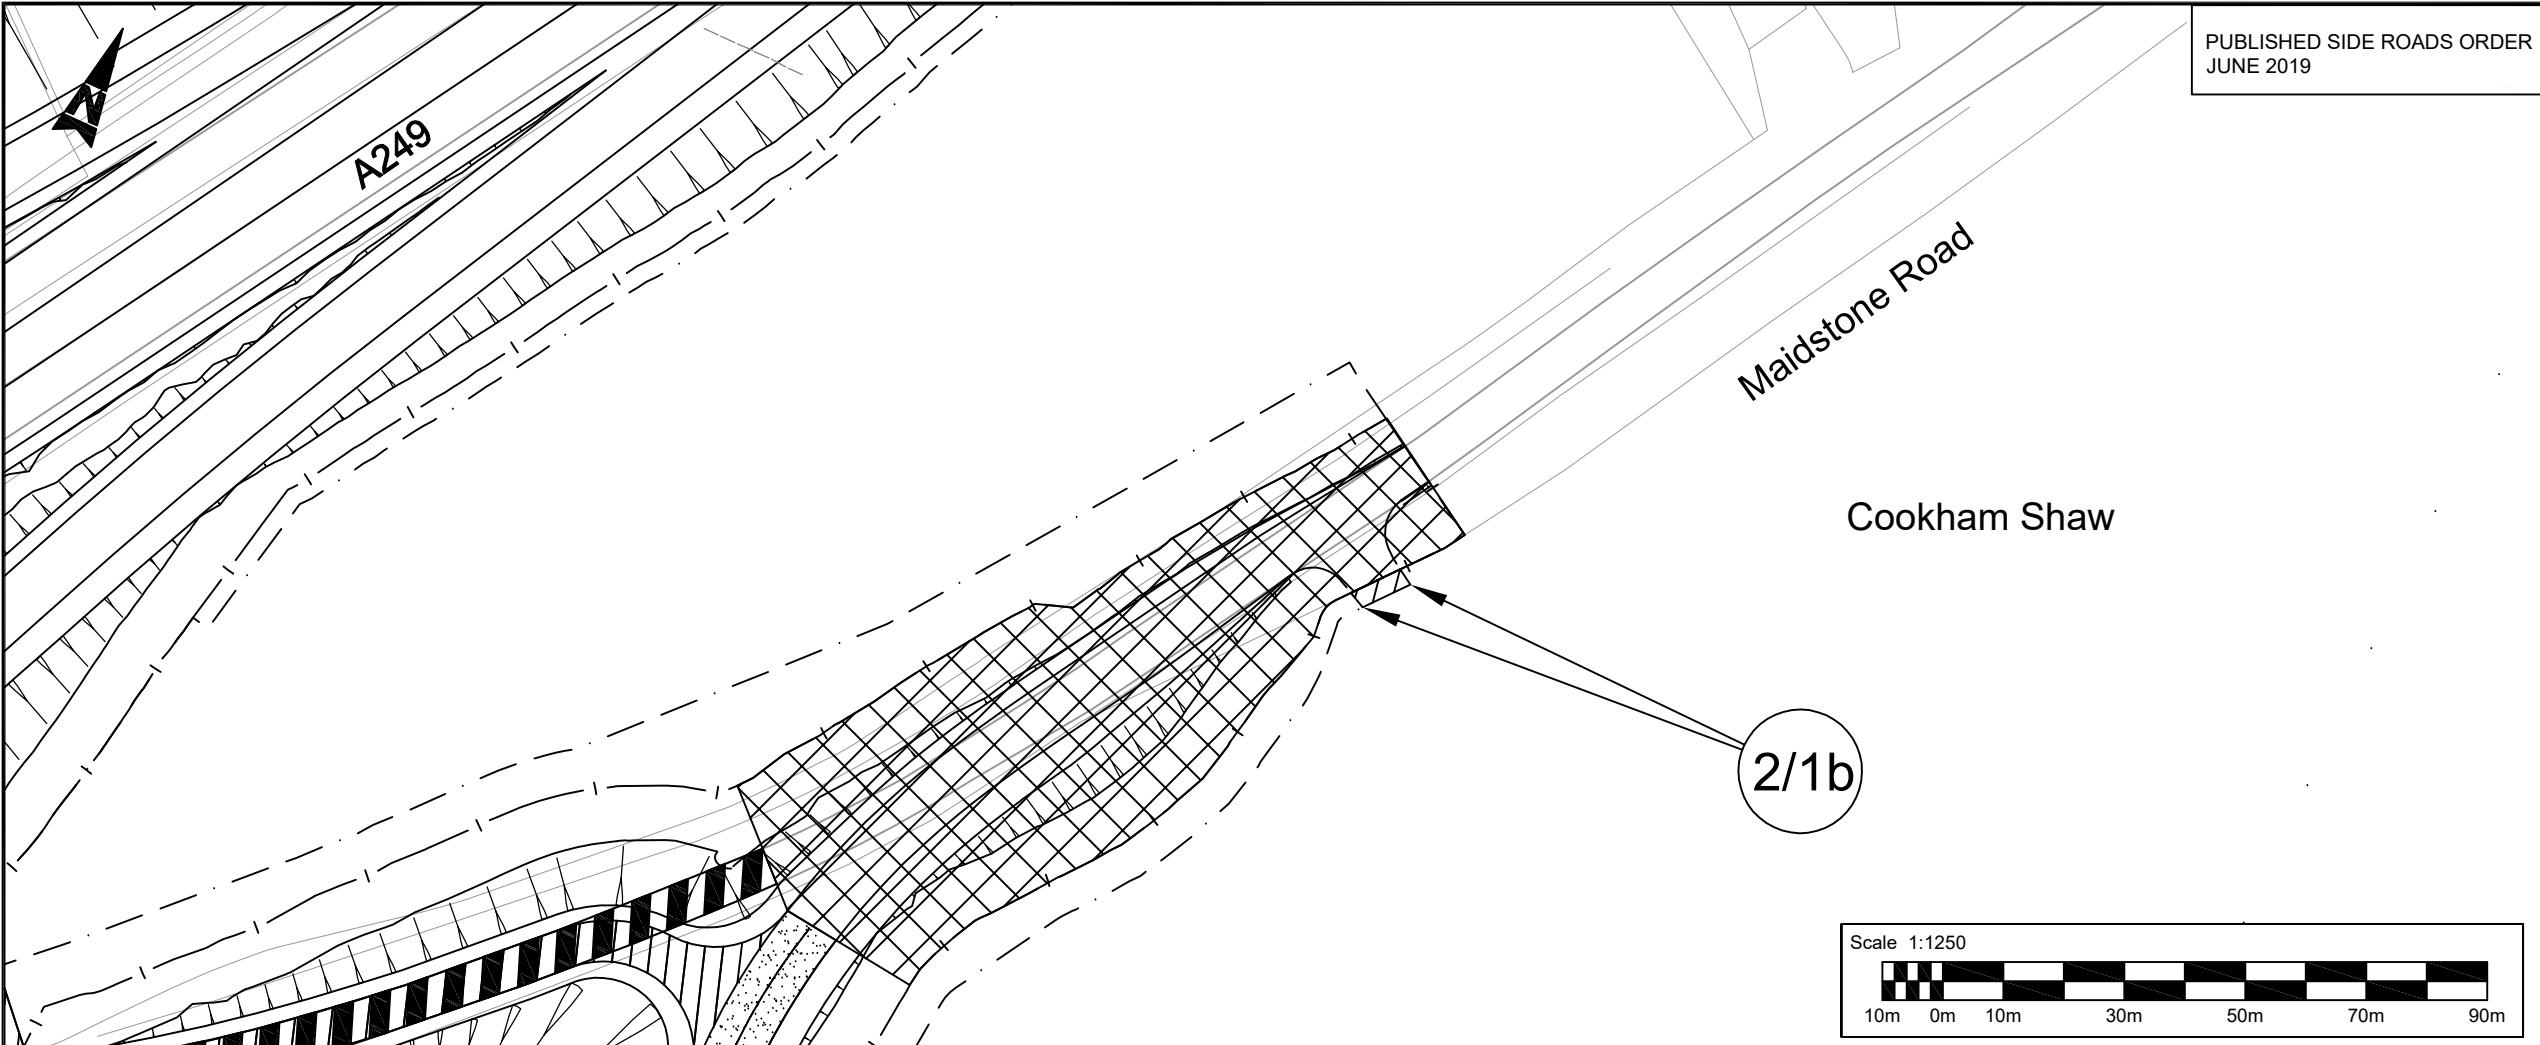 PUBLISHED SIDE ROADS ORDER
JUNE 2019
N
A249
Maidstone Road
Cookham Shaw
2/1b
Scale 1:1250
10m 0m 10m 30m 50m 70m 90m